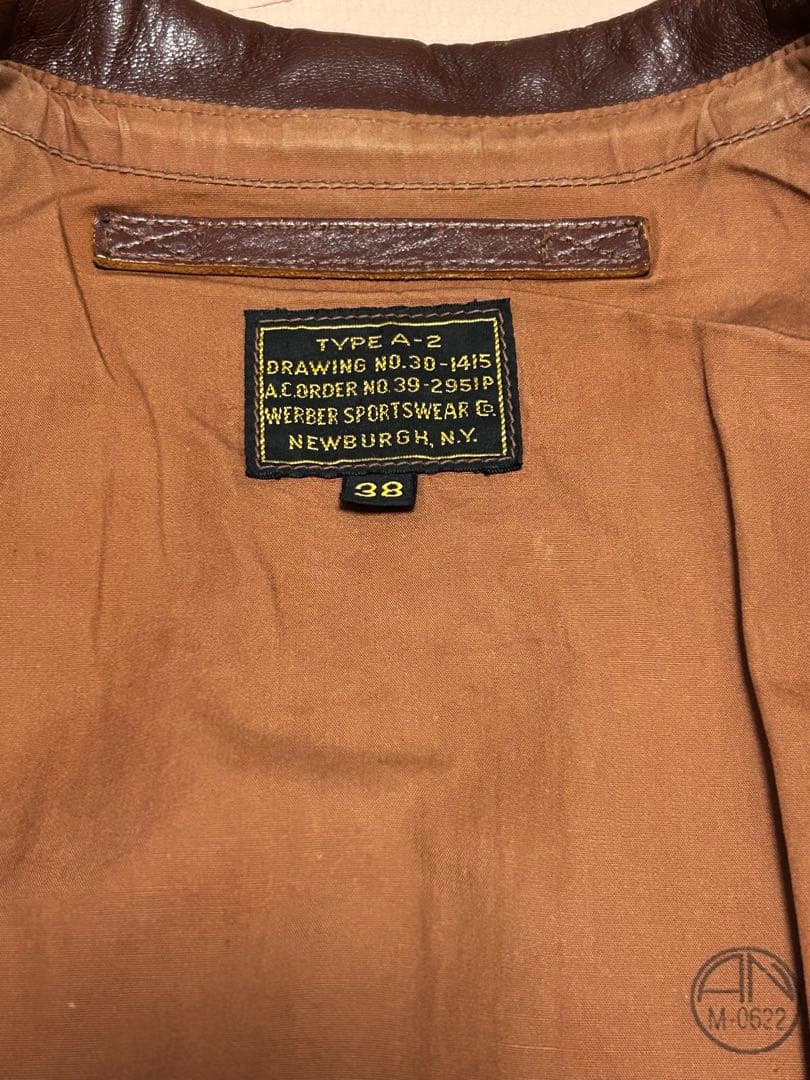 TYPE A-2
DRAWING NO.30-1415
A.C.ORDER NO.39-2951P
WERBER SPORTSWEAR Co.
NEWBURGH, N.Y.
38
AN
M-0622